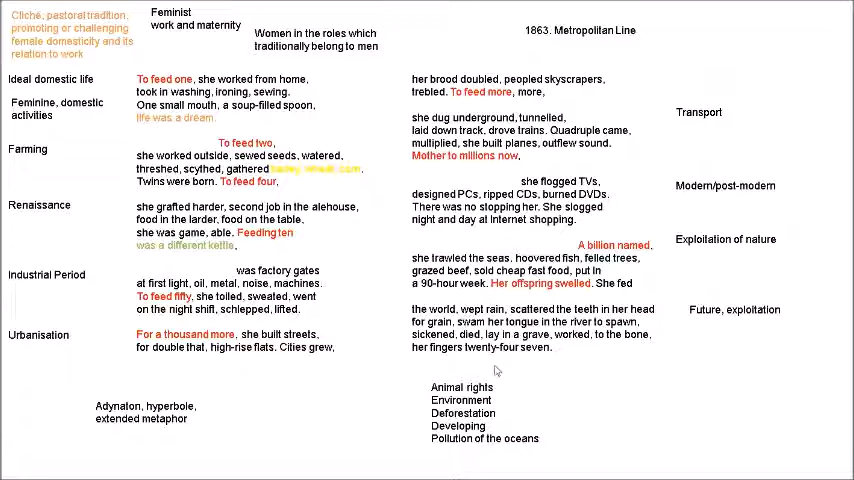 Cliché, pastoral tradition,
promoting or challenging
female domesticity and its
relation to work
Feminist
work and maternity
Women in the roles which
traditionally belong to men
1863. Metropolitan Line
Ideal domestic life
Feminine, domestic
activities
Farming
Renaissance
Industrial Period
Urbanisation
To feed one, she worked from home,
took in washing, ironing, sewing.
One small mouth, a soup-filled spoon,
life was a dream.
To feed two,
she worked outside, sewed seeds, watered,
threshed, scythed, gathered barley, wheat, corn.
Twins were born. To feed four,
she grafted harder, second job in the alehouse,
food in the larder, food on the table,
she was game, able. Feeding ten
was a different kettle,
was factory gates
at first light, oil, metal, noise, machines.
To feed fifty, she toiled, sweated, went
on the night shift, schlepped, lifted.
For a thousand more, she built streets,
for double that, high-rise flats. Cities grew,
her brood doubled, peopled skyscrapers,
trebled. To feed more, more,
she dug underground, tunnelled,
laid down track, drove trains. Quadruple came,
multiplied, she built planes, outflew sound.
Mother to millions now,
she flogged TVs,
designed PCs, ripped CDs, burned DVDs.
There was no stopping her. She slogged
night and day at Internet shopping.
A billion named,
she trawled the seas, hoovered fish, felled trees,
grazed beef, sold cheap fast food, put in
a 90-hour week. Her offspring swelled. She fed
the world, wept rain, scattered the teeth in her head
for grain, swam her tongue in the river to spawn,
sickened, died, lay in a grave, worked, to the bone,
her fingers twenty-four seven.
Transport
Modern/post-modern
Exploitation of nature
Future, exploitation
Adynaton, hyperbole,
extended metaphor
Animal rights
Environment
Deforestation
Developing
Pollution of the oceans